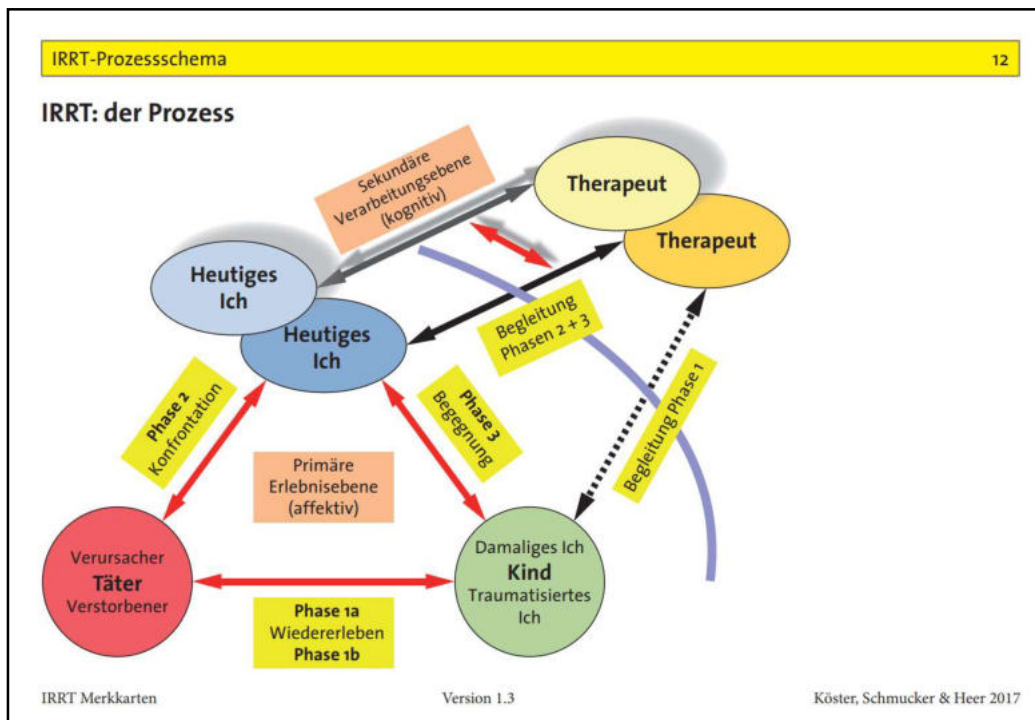 IRRT-Prozessschema 12
IRRT: der Prozess
Sekundäre
Verarbeitungsebene
(kognitiv)
Therapeut
Therapeut
Heutiges
Ich
Heutiges
Ich
Begleitung
Phasen 2 + 3
Begleitung Phase 1
Phase 2
Konfrontation
Phase 3
Begegnung
Primäre
Erlebnisebene
(affektiv)
Verursacher
Täter
Verstorbener
Damaliges Ich
Kind
Traumatisiertes
Ich
Phase 1a
Wiedererleben
Phase 1b
IRRT Merkkarten Version 1.3 Köster, Schmucker & Heer 2017